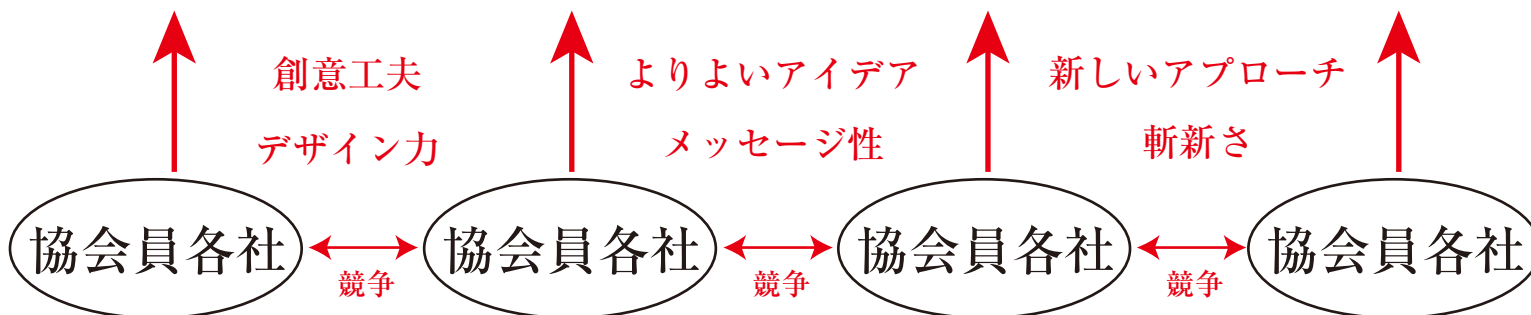 創意工夫
デザイン力
よりよいアイデア
メッセージ性
新しいアプローチ
斬新さ
協会員各社
競争
協会員各社
競争
協会員各社
競争
協会員各社